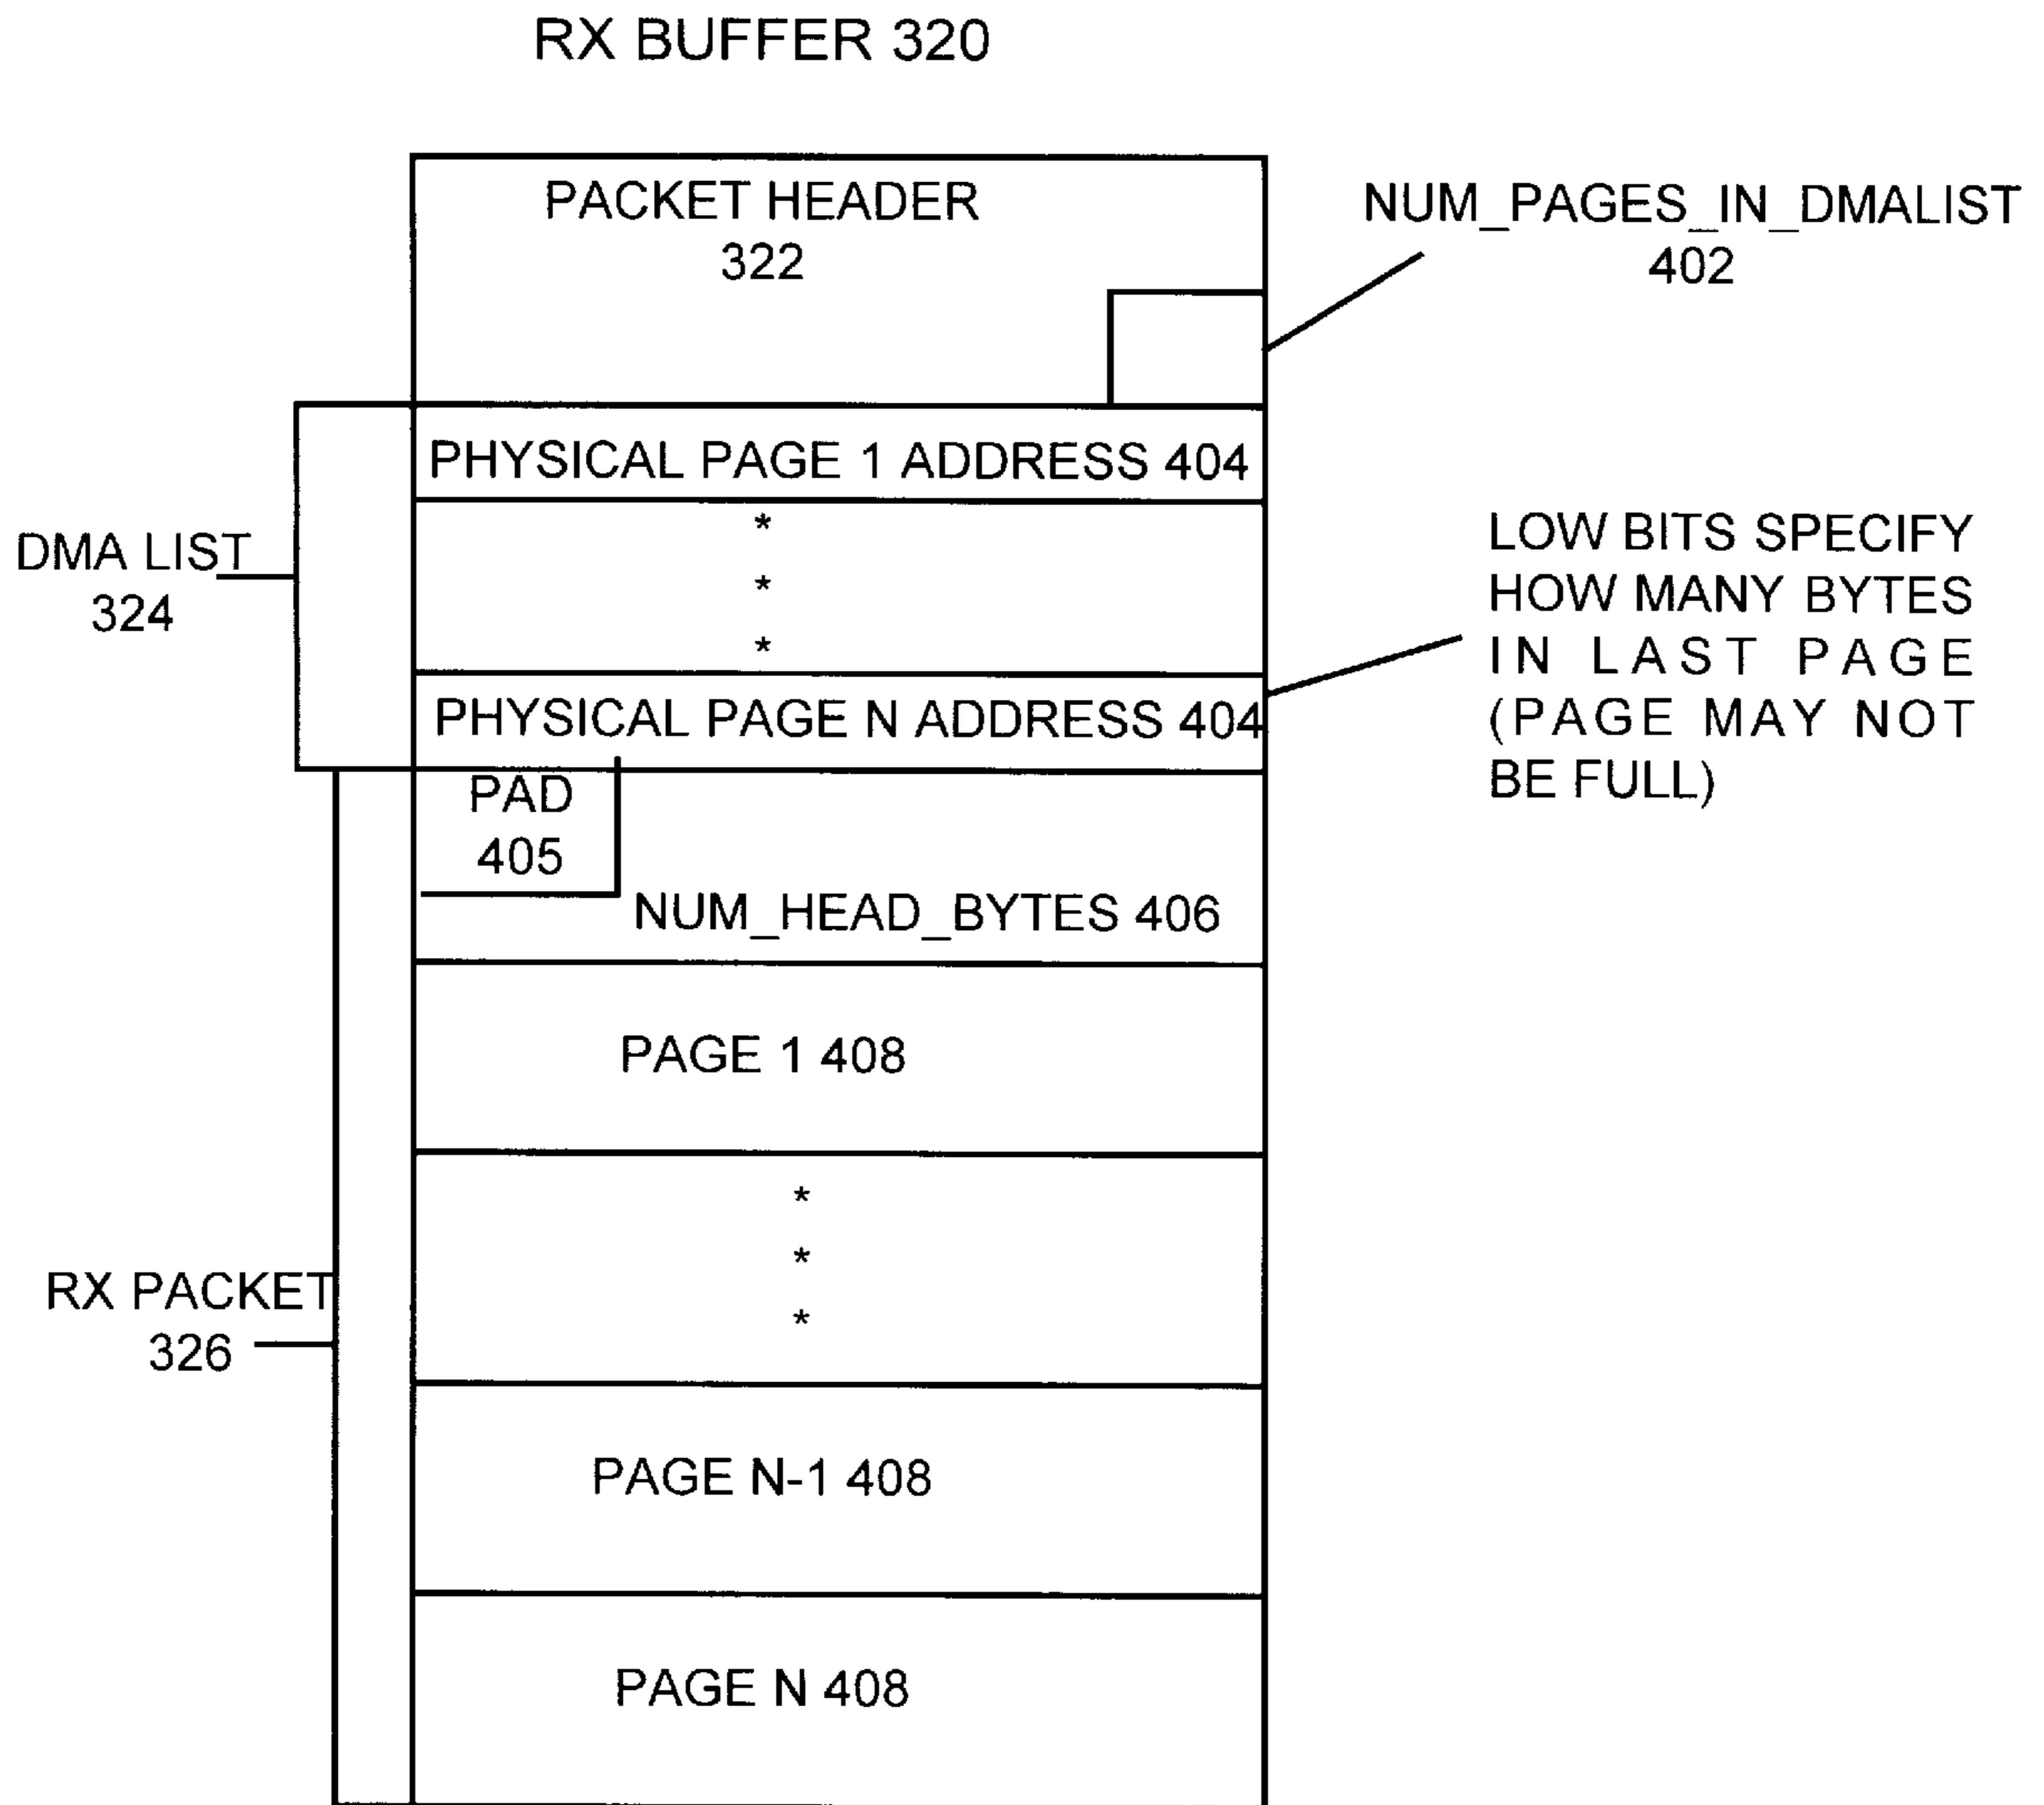 RX BUFFER 320
PACKET HEADER
322
NUM_PAGES_IN_DMALIST
402
PHYSICAL PAGE 1 ADDRESS 404
*
*
*
DMA LIST
324
LOW BITS SPECIFY
HOW MANY BYTES
IN LAST PAGE
(PAGE MAY NOT
BE FULL)
PHYSICAL PAGE N ADDRESS 404
PAD
405
NUM_HEAD_BYTES 406
PAGE 1 408
*
*
*
RX PACKET
326
PAGE N-1 408
PAGE N 408